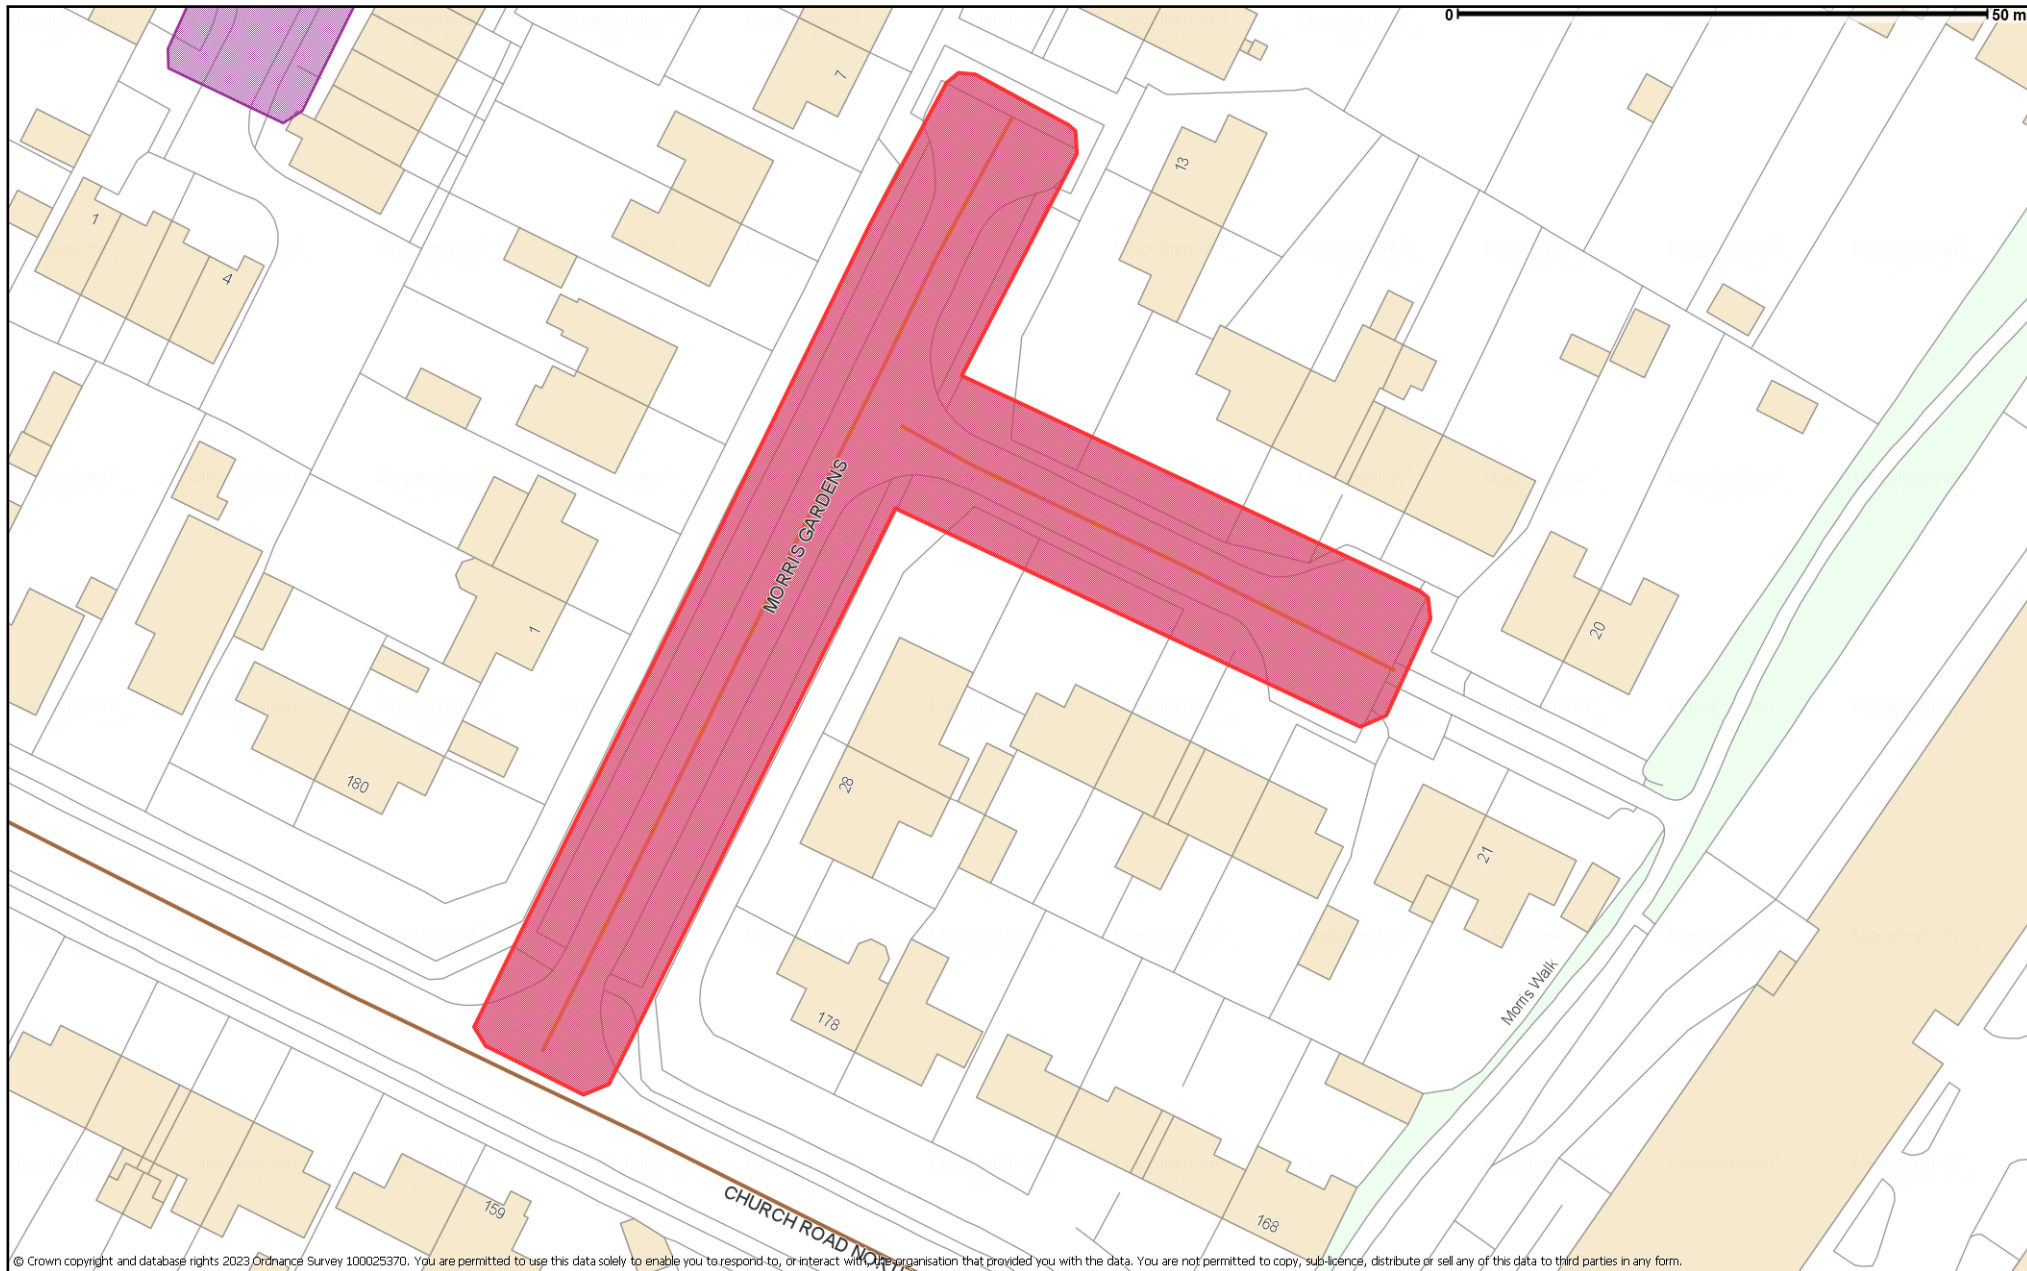 0 50 m
7
13
1
4
MORRIS GARDENS
1
20
180
28
21
Morris Walk
178
159
168
CHURCH ROAD NORTH
© Crown copyright and database rights 2023 Ordnance Survey 100025370. You are permitted to use this data solely to enable you to respond to, or interact with, the organisation that provided you with the data. You are not permitted to copy, sub-licence, distribute or sell any of this data to third parties in any form.
Lincolnshire